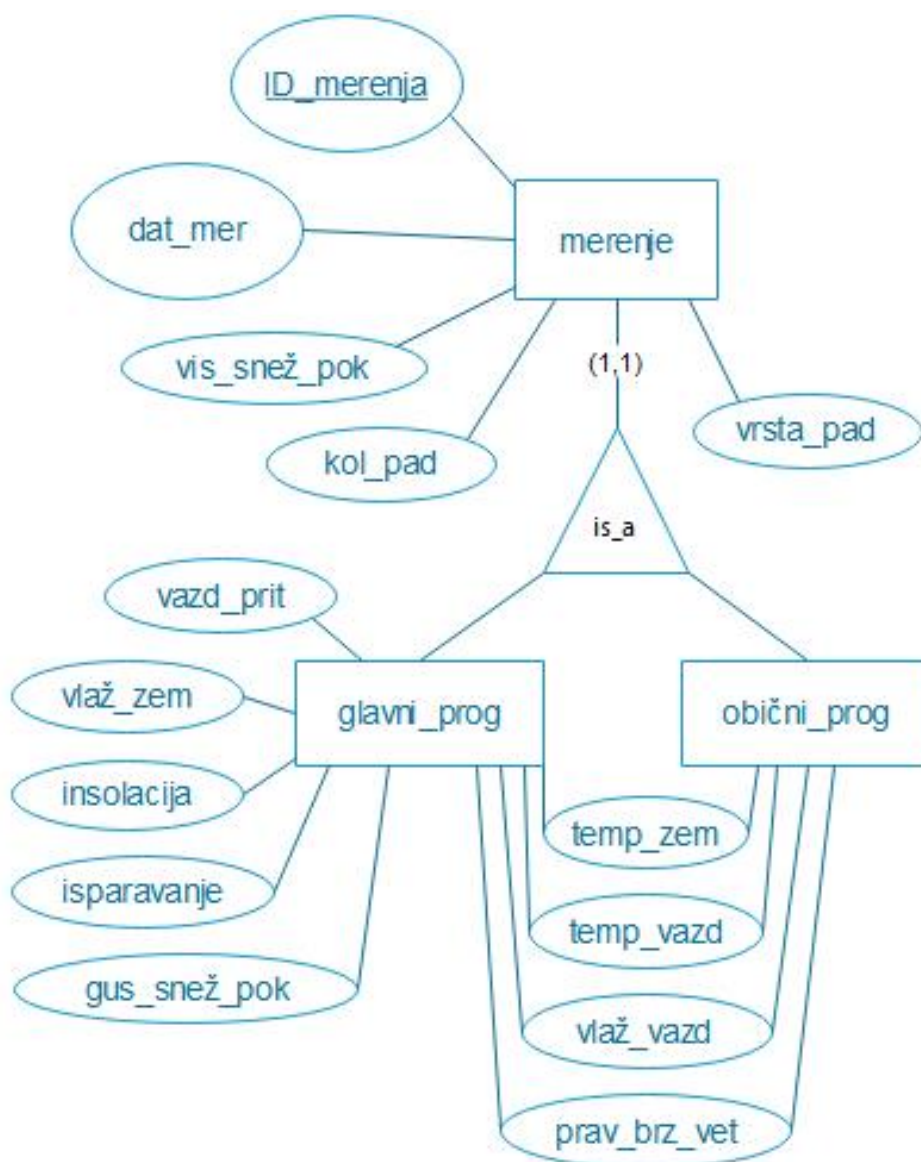 ID_merenja
dat_mer
merenje
vis_snež_pok
(1,1)
kol_pad
vrsta_pad
is_a
vazd_prit
vlaž_zem
glavni_prog
obični_prog
insolacija
temp_zem
isparavanje
temp_vazd
gus_snež_pok
vlaž_vazd
prav_brz_vet